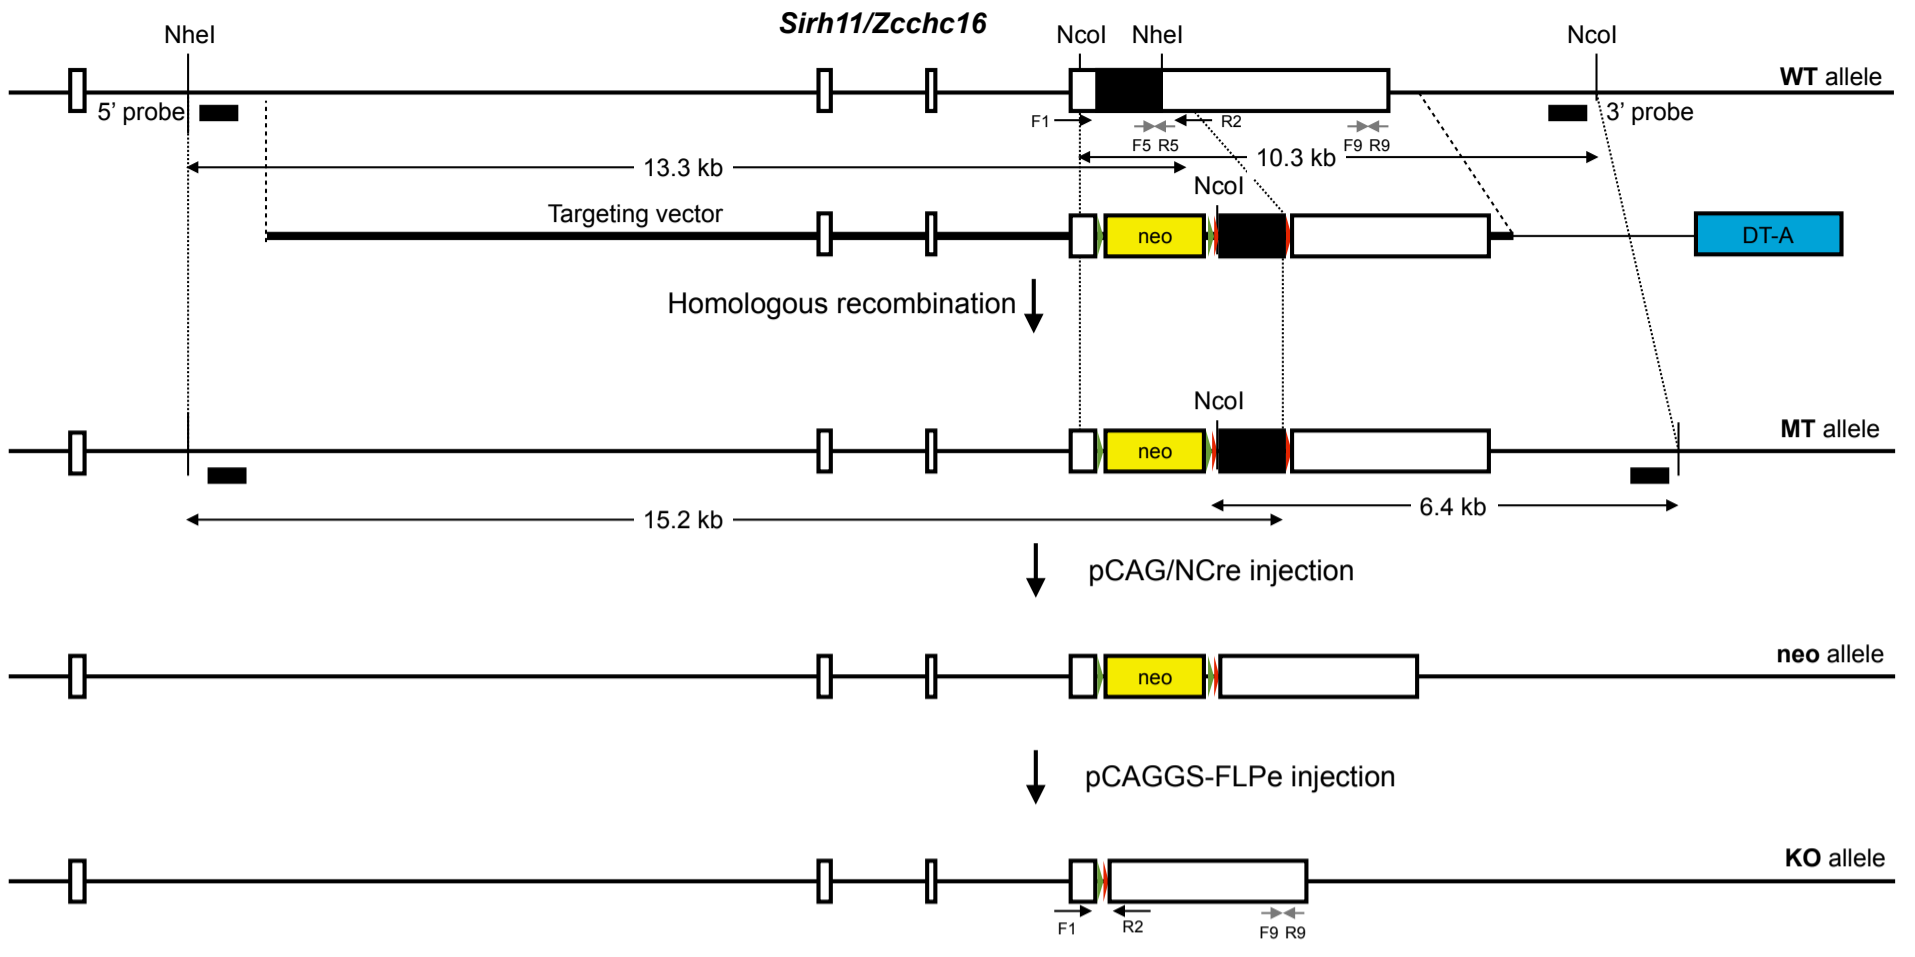 Sirh11/Zcchc16
NheI NcoI NheI NcoI
WT allele
5' probe 3' probe
F1 R2
F5 R5 F9 R9
13.3 kb 10.3 kb
NcoI
Targeting vector
neo DT-A
Homologous recombination
NcoI
MT allele
neo
15.2 kb 6.4 kb
pCAG/NCre injection
neo allele
neo
pCAGGS-FLPe injection
KO allele
F1 R2 F9 R9